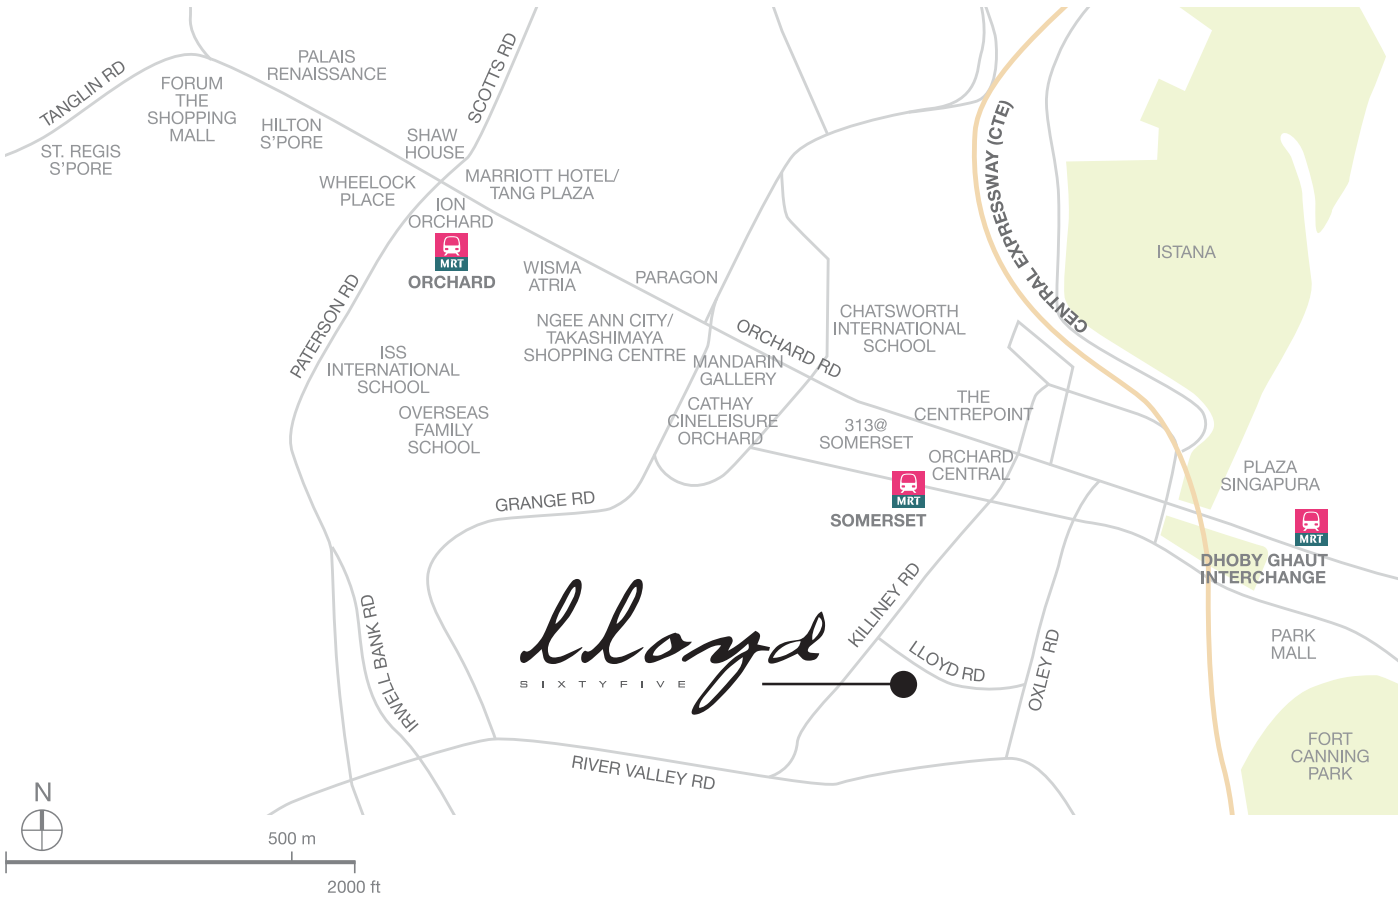 TANGLIN RD
ST. REGIS
S'PORE
FORUM
THE
SHOPPING
MALL
PALAIS
RENAISSANCE
HILTON
S'PORE
SCOTTS RD
SHAW
HOUSE
WHEELOCK
PLACE
MARRIOTT HOTEL/
TANG PLAZA
ION
ORCHARD
MRT
ORCHARD
WISMA
ATRIA
PARAGON
PATERSON RD
NGEE ANN CITY/
TAKASHIMAYA
SHOPPING CENTRE
ISS
INTERNATIONAL
SCHOOL
OVERSEAS
FAMILY
SCHOOL
ORCHARD RD
MANDARIN
GALLERY
CATHAY
CINELEISURE
ORCHARD
CHATSWORTH
INTERNATIONAL
SCHOOL
CENTRAL EXPRESSWAY (CTE)
ISTANA
THE
CENTREPOINT
313@
SOMERSET
ORCHARD
CENTRAL
MRT
SOMERSET
PLAZA
SINGAPURA
MRT
DHOBY GHAUT
INTERCHANGE
GRANGE RD
IRWELL BANK RD
lloyd
SIXTYFIVE
KILLINEY RD
LLOYD RD
OXLEY RD
PARK
MALL
FORT
CANNING
PARK
RIVER VALLEY RD
N
500 m
2000 ft